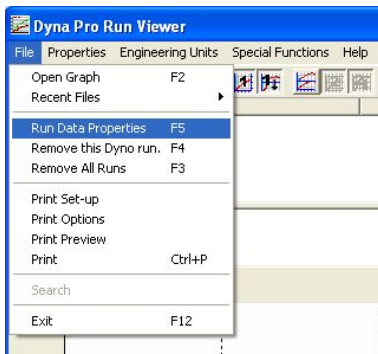 Dyna Pro Run Viewer
File Properties Engineering Units Special Functions Help
Open Graph F2
Recent Files
Run Data Properties F5
Remove this Dyno run. F4
Remove All Runs F3
Print Set-up
Print Options
Print Preview
Print Ctrl+P
Search
Exit F12